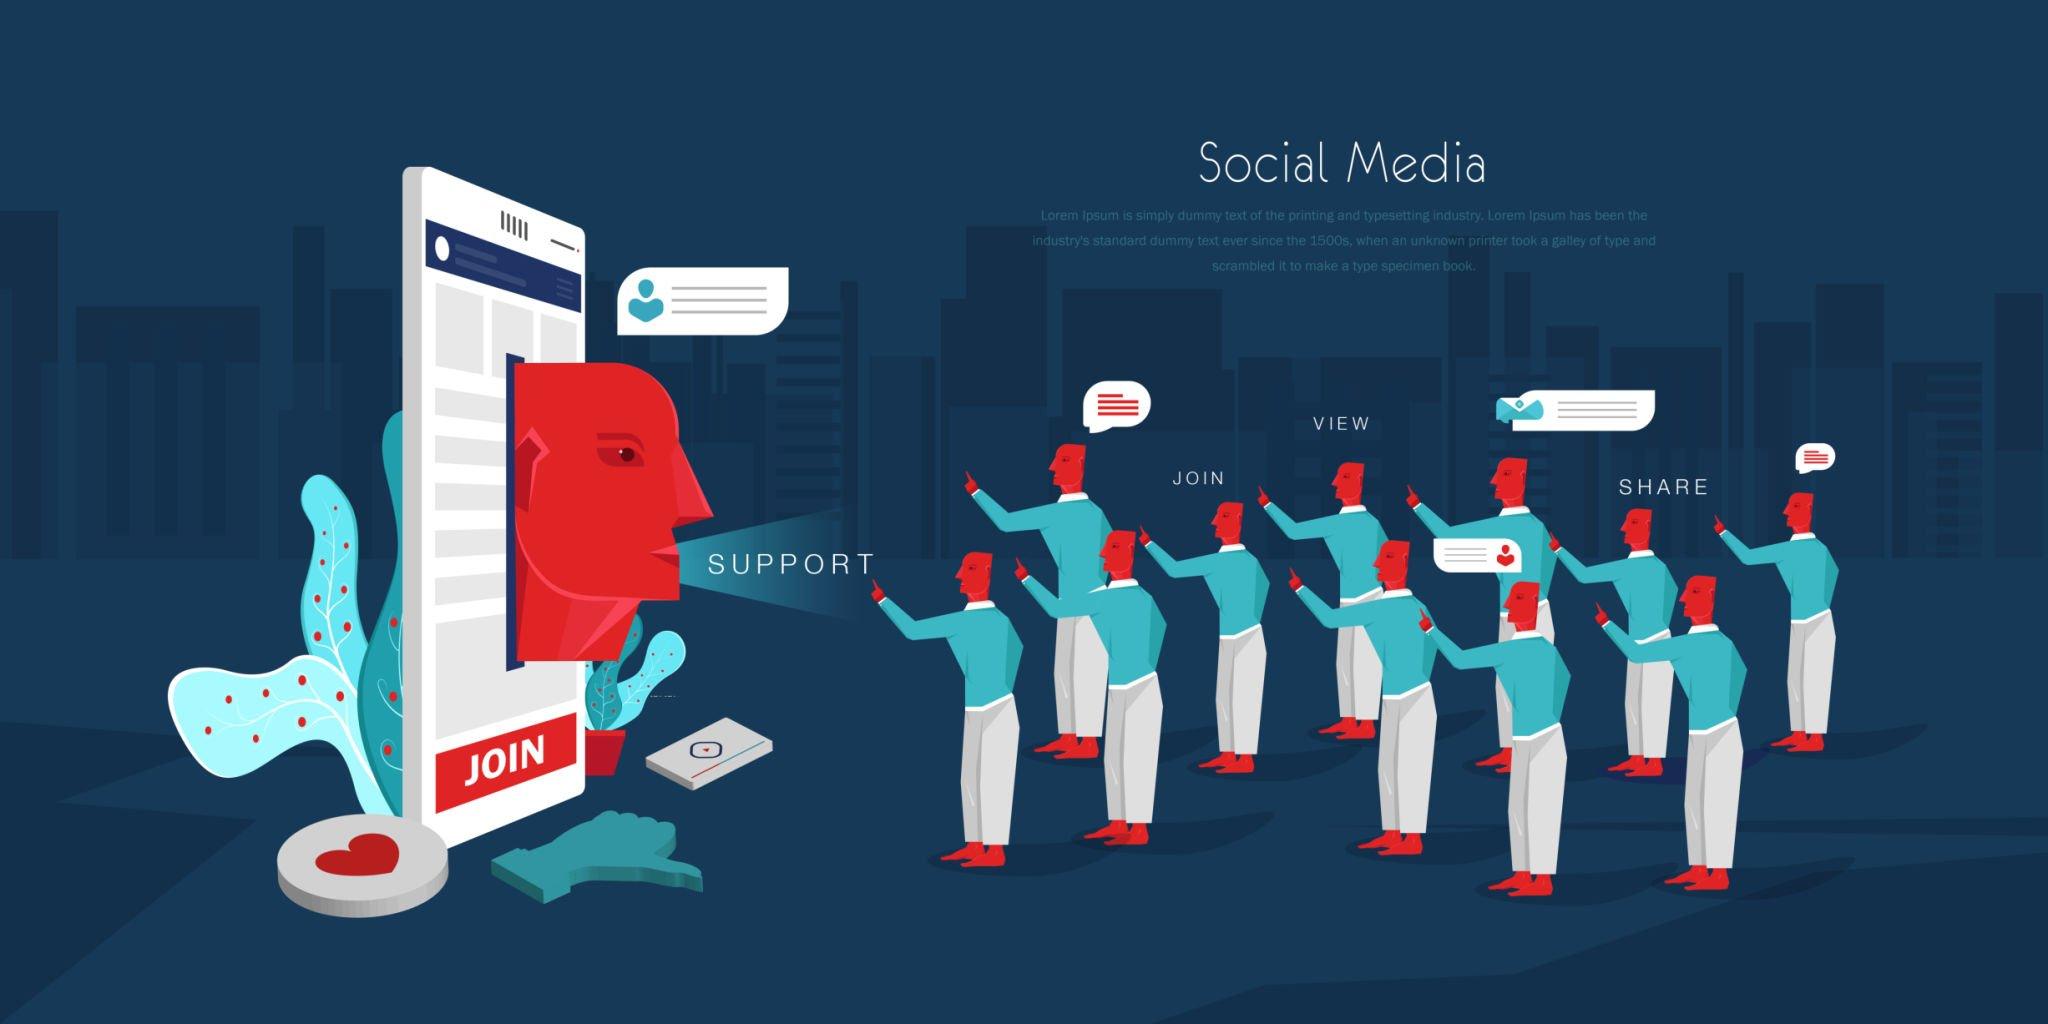 Social Media
Lorem Ipsum is simply dummy text of the printing and typesetting industry. Lorem Ipsum has been the
industry's standard dummy text ever since the 1500s, when an unknown printer took a galley of type and
scrambled it to make a type specimen book.
VIEW
JOIN
SHARE
SUPPORT
JOIN